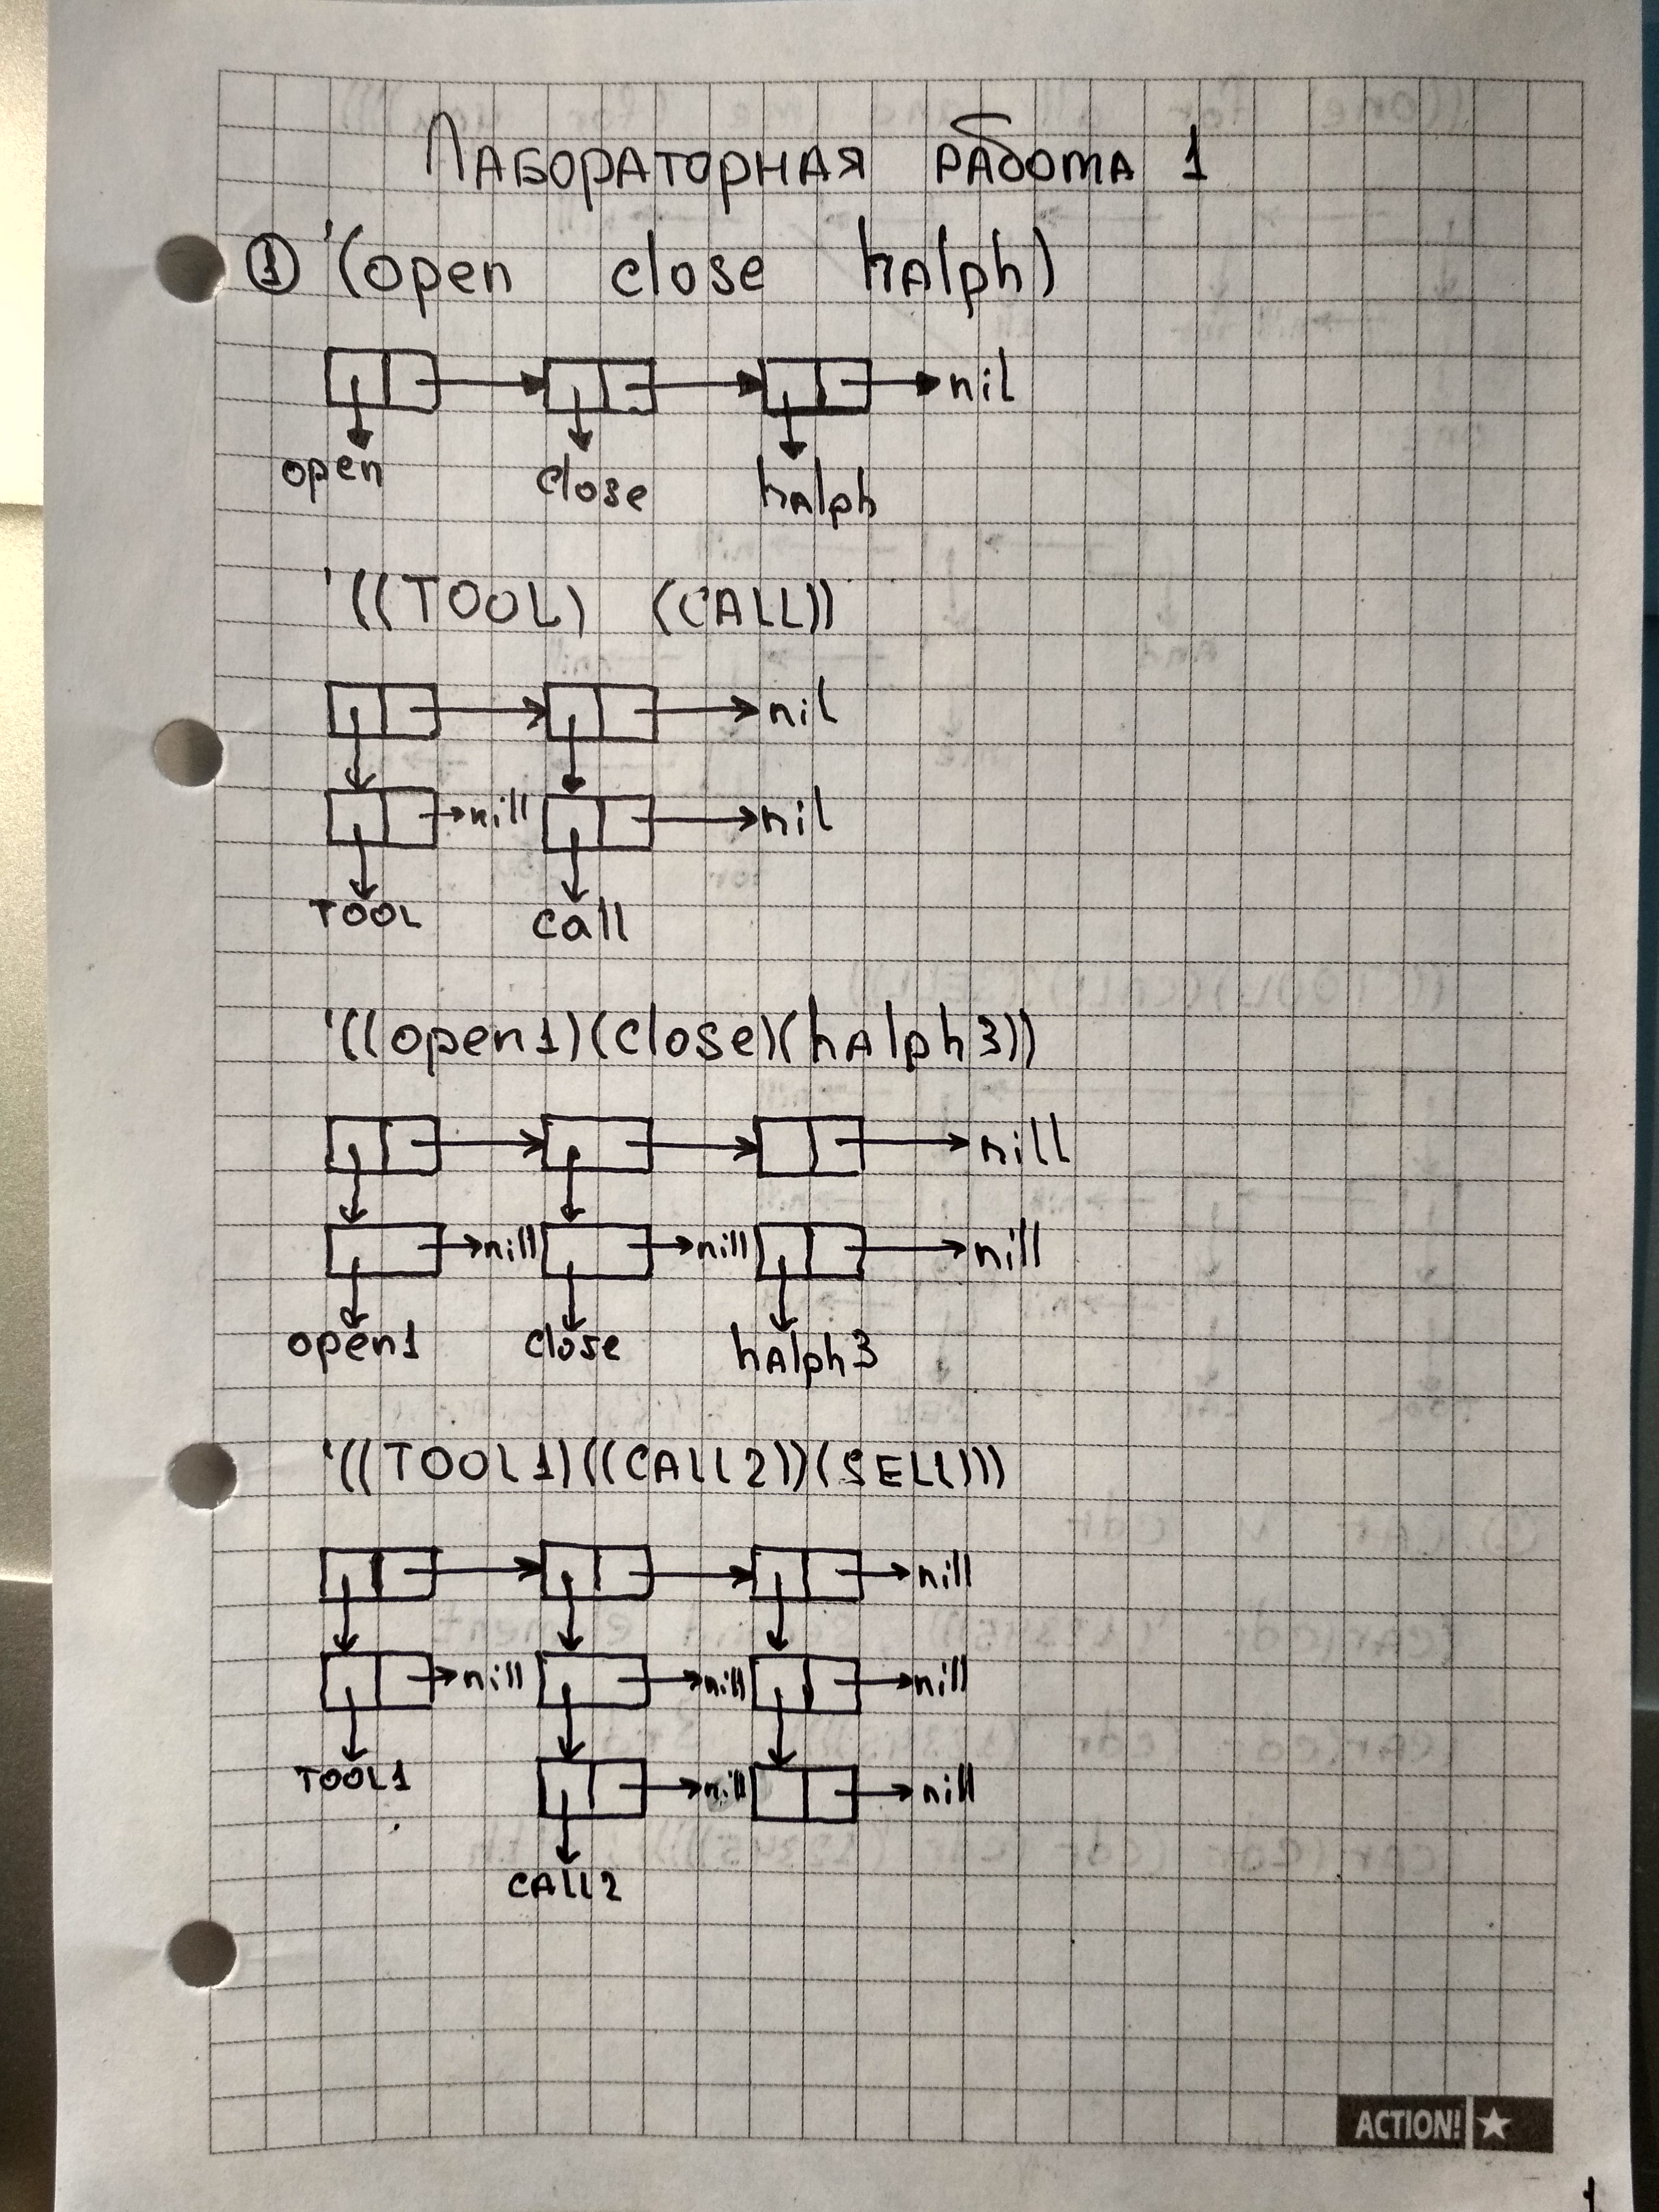 Лабораторная работа 1
① '(open close halph)
nil
open close halph
'((TOOL) (CALL))
nil
nill nil
TOOL call
'((open1)(close)(halph3))
nill
nill nill nill
open1 close halph3
'((TOOL1)((CALL2))(SELL)))
nill
nill nill nill
TOOL1 nill nill
CALL2
ACTION!
1